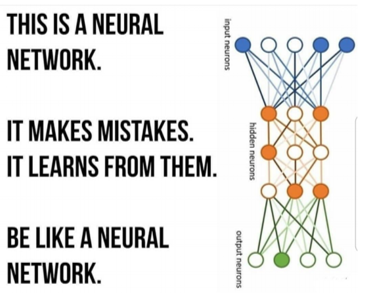 THIS IS A NEURAL
NETWORK.
IT MAKES MISTAKES.
IT LEARNS FROM THEM.
BE LIKE A NEURAL
NETWORK.
input neurons
hidden neurons
output neurons